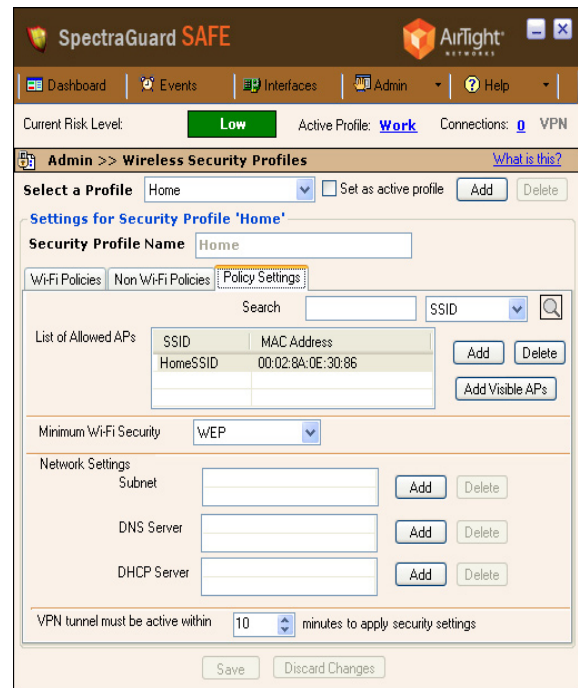 SpectraGuard SAFE
AirTight
NETWORKS
Dashboard Events Interfaces Admin ? Help
Current Risk Level: Low Active Profile: Work Connections: 0 VPN
Admin >> Wireless Security Profiles What is this?
Select a Profile Home Set as active profile Add Delete
Settings for Security Profile 'Home'
Security Profile Name Home
Wi-Fi Policies Non Wi-Fi Policies Policy Settings
Search SSID
List of Allowed APs
SSID MAC Address
HomeSSID 00:02:8A:0E:30:86
Add Delete
Add Visible APs
Minimum Wi-Fi Security WEP
Network Settings
Subnet Add Delete
DNS Server Add Delete
DHCP Server Add Delete
VPN tunnel must be active within 10 minutes to apply security settings
Save Discard Changes